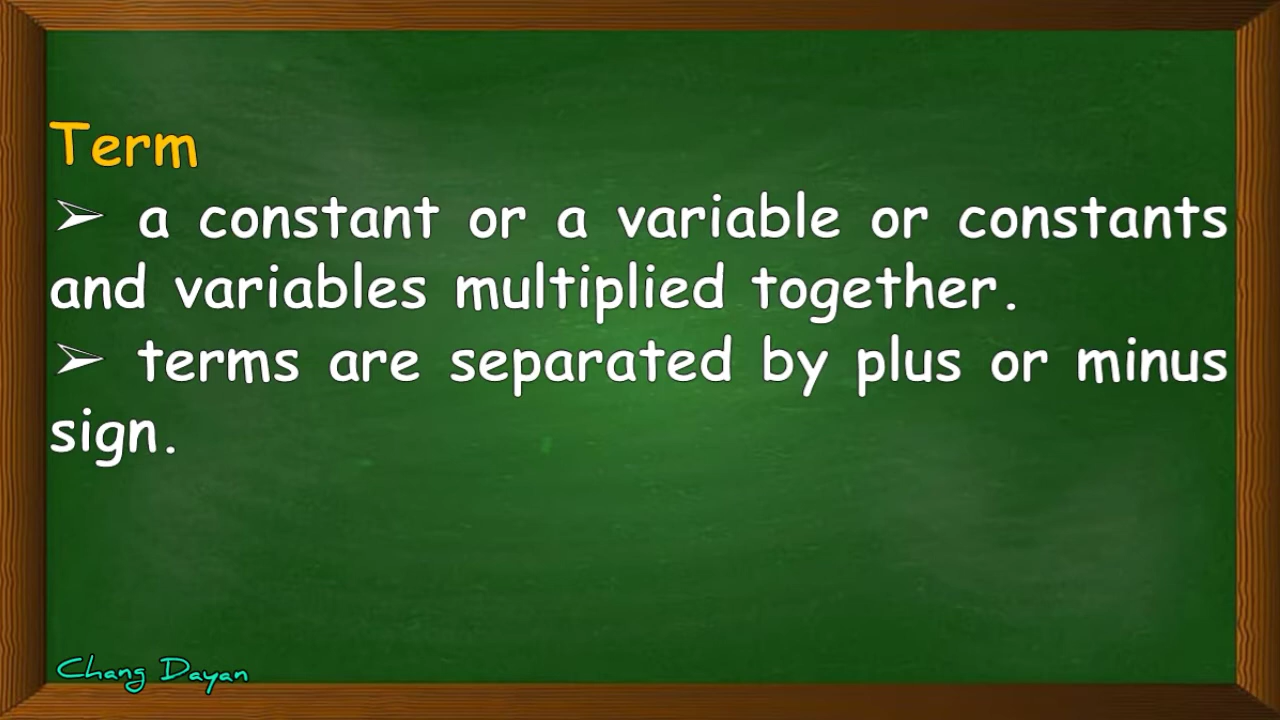 Term
➢ a constant or a variable or constants
and variables multiplied together.
➢ terms are separated by plus or minus
sign.
Chang Dayan